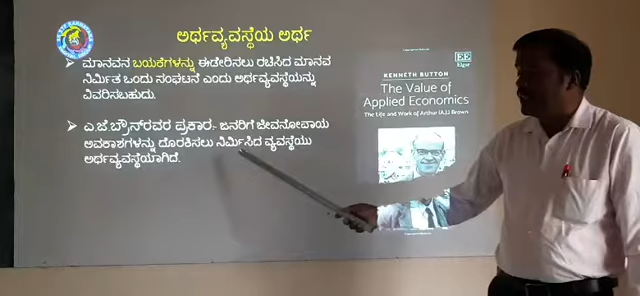 ಅರ್ಥವ್ಯವಸ್ಥೆಯ ಅರ್ಥ
ಮಾನವನ ಬಯಕೆಗಳನ್ನು ಈಡೇರಿಸಲು ರಚಿಸಿದ ಮಾನವ
ನಿರ್ಮಿತ ಒಂದು ಸಂಘಟನೆ ಎಂದು ಅರ್ಥವ್ಯವಸ್ಥೆಯನ್ನು
ವಿವರಿಸಬಹುದು.
ಎ.ಜೆ.ಬ್ರೌನ್‌ರವರ ಪ್ರಕಾರ:- ಜನರಿಗೆ ಜೀವನೋಪಾಯ
ಅವಕಾಶಗಳನ್ನು ದೊರಕಿಸಲು ನಿರ್ಮಿಸಿದ ವ್ಯವಸ್ಥೆಯು
ಅರ್ಥವ್ಯವಸ್ಥೆಯಾಗಿದೆ.
EE
Elgar
KENNETH BUTTON
The Value of
Applied Economics
The Life and Work of Arthur (A.J.) Brown